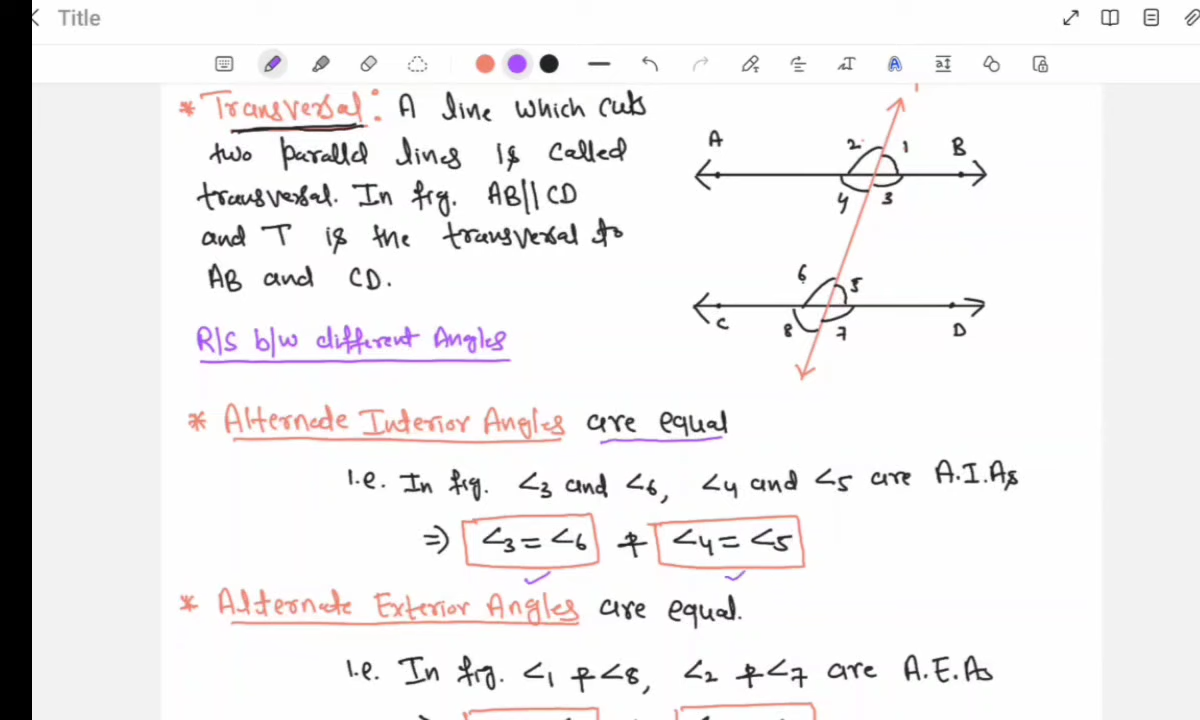 Title
* Transversal: A line which cuts
two parallel lines is called
transversal. In fig. AB||CD
and T is the transversal to
AB and CD.
A
2
1
B
4
3
6
5
C
8
7
D
R/S b/w different Angles
* Alternate Interior Angles are equal
i.e. In fig. ∠3 and ∠6, ∠4 and ∠5 are A.I.As
⇒ ∠3 = ∠6 & ∠4 = ∠5
* Alternate Exterior Angles are equal.
i.e. In fig. ∠1 & ∠8, ∠2 & ∠7 are A.E.As